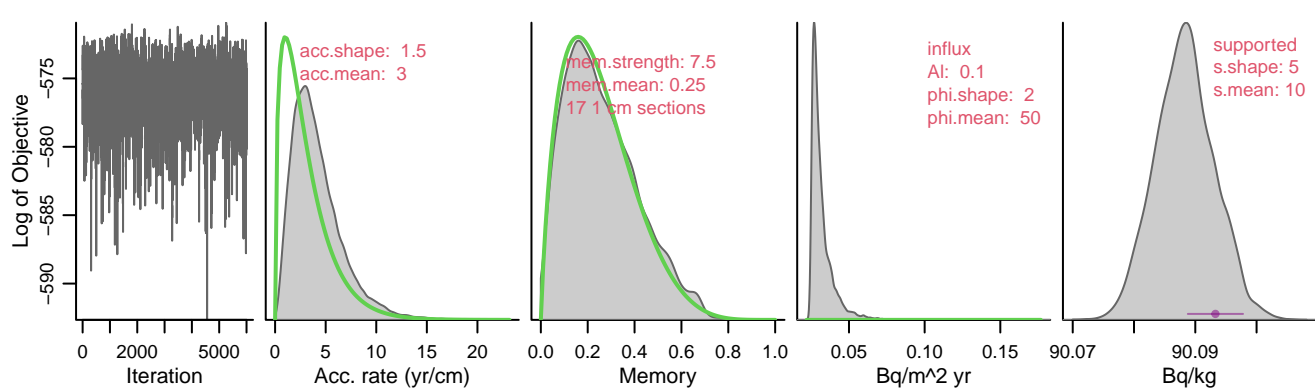 Log of Objective
−575
−580
−585
−590
0 2000 5000
Iteration
acc.shape: 1.5
acc.mean: 3
0 5 10 15 20
Acc. rate (yr/cm)
mem.strength: 7.5
mem.mean: 0.25
17 1 cm sections
0.0 0.2 0.4 0.6 0.8 1.0
Memory
influx
Al: 0.1
phi.shape: 2
phi.mean: 50
0.05 0.10 0.15
Bq/m^2 yr
supported
s.shape: 5
s.mean: 10
90.07 90.09
Bq/kg